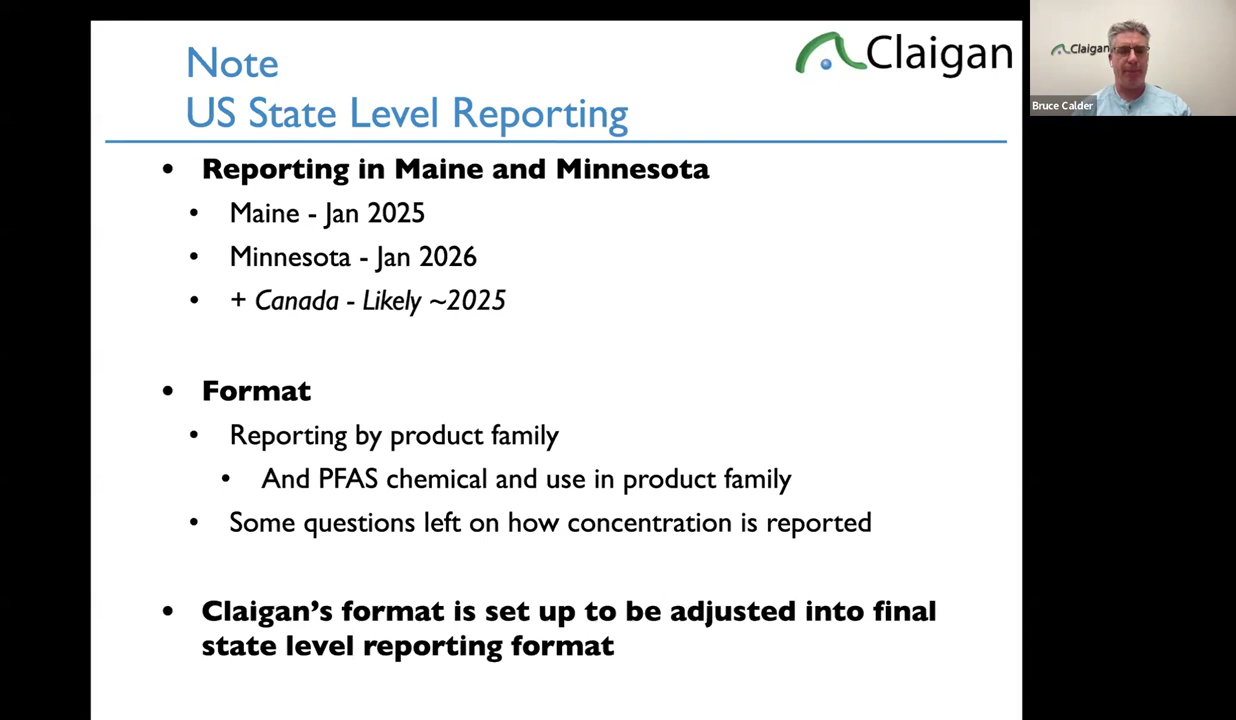 Note
US State Level Reporting
Claigan
Claigan
Bruce Calder
• Reporting in Maine and Minnesota
• Maine - Jan 2025
• Minnesota - Jan 2026
• + Canada - Likely ~2025
• Format
• Reporting by product family
• And PFAS chemical and use in product family
• Some questions left on how concentration is reported
• Claigan’s format is set up to be adjusted into final
state level reporting format